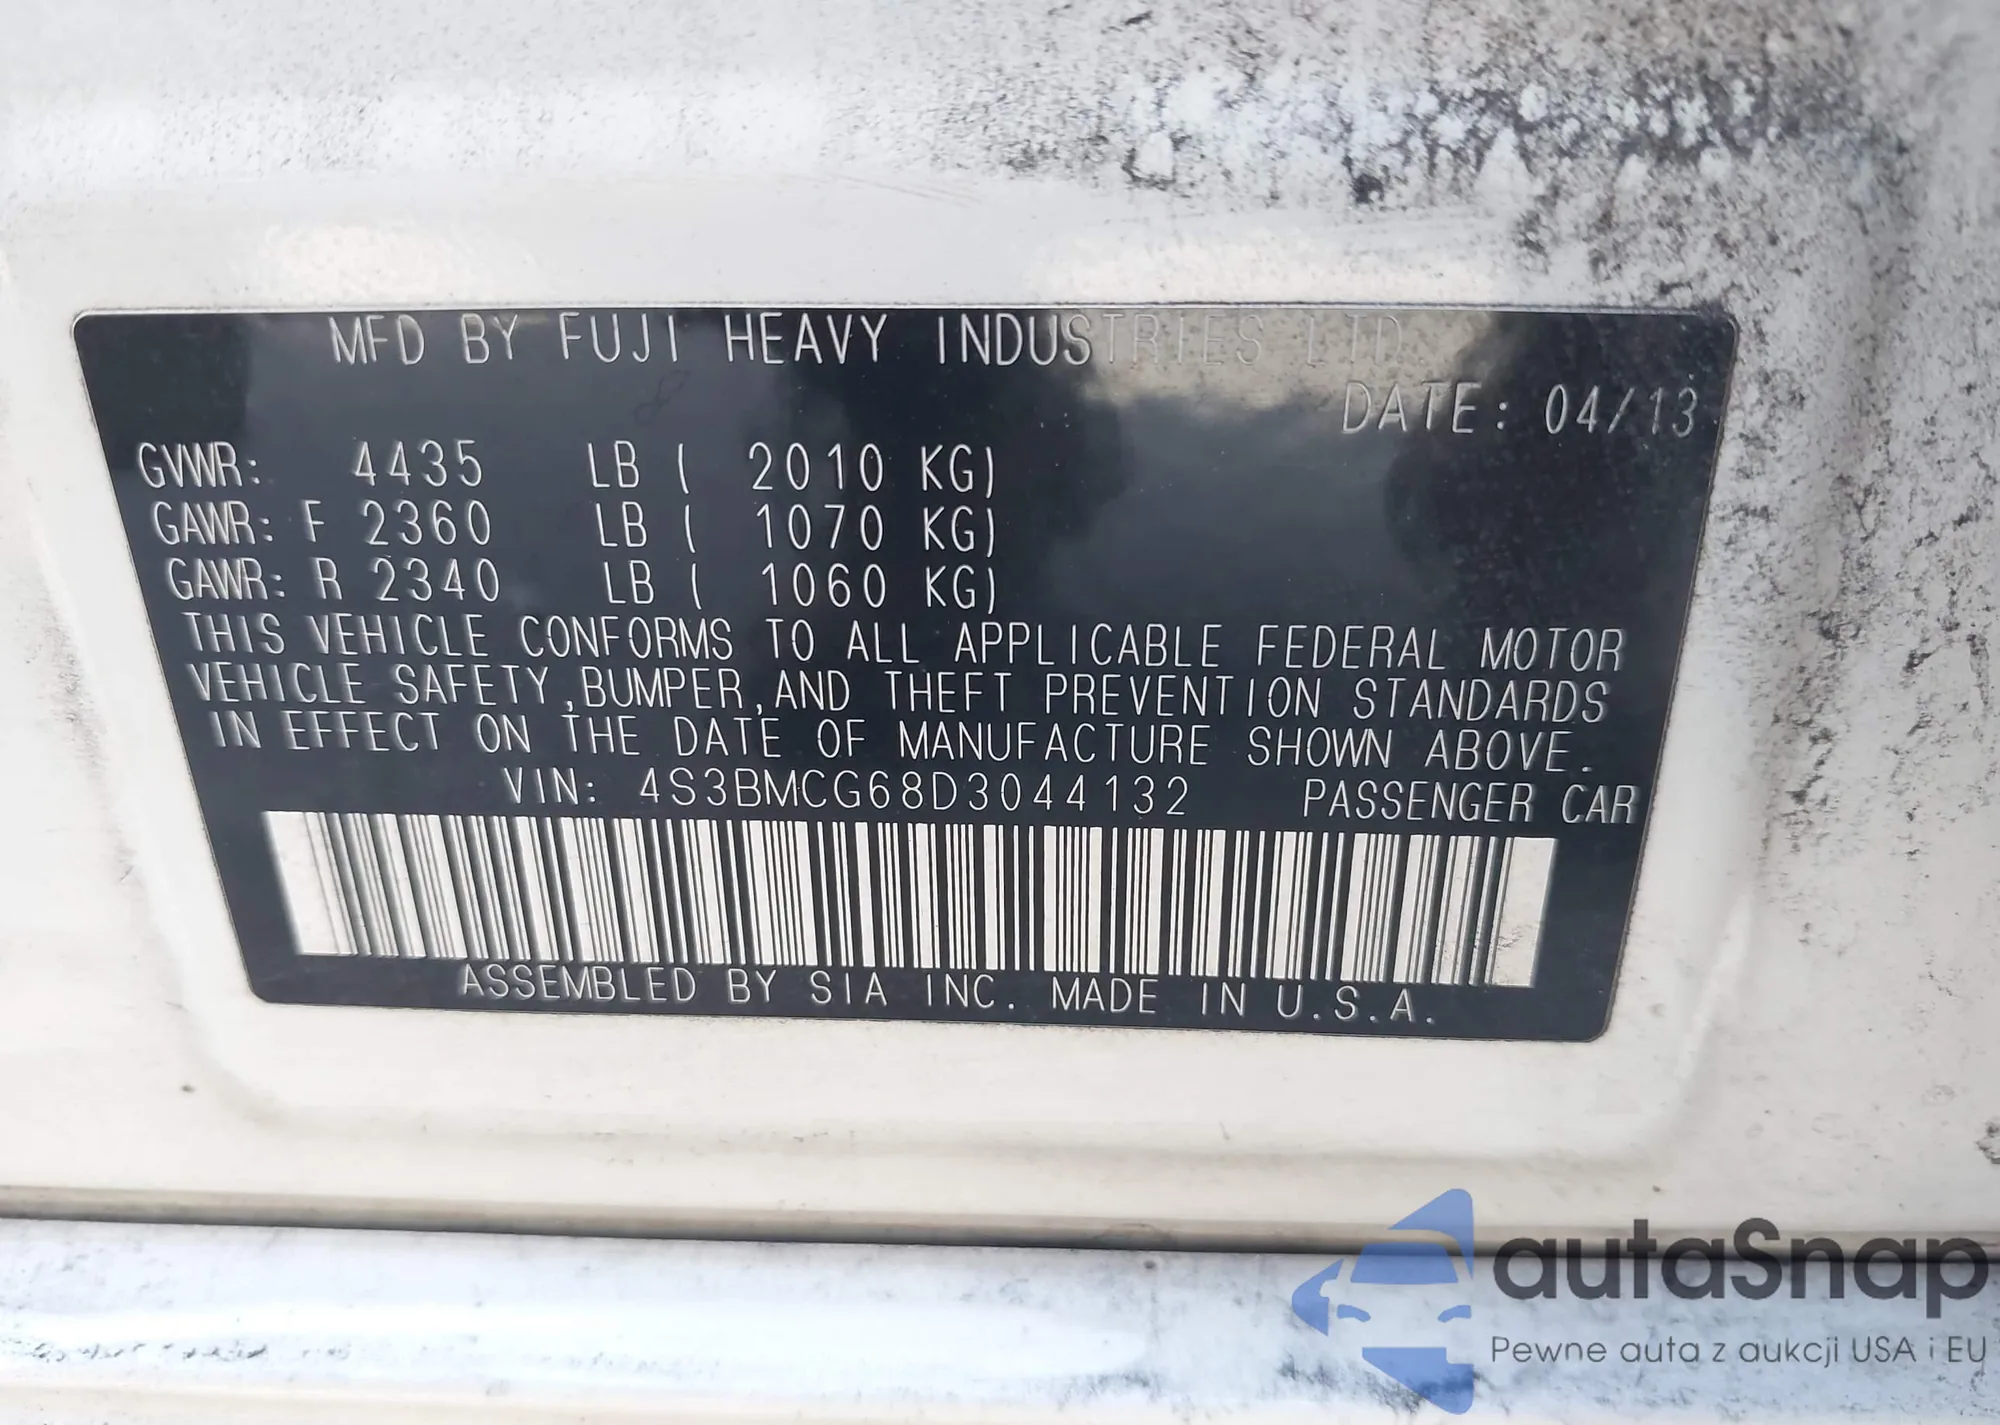 MFD BY FUJI HEAVY INDUSTRIES LTD.
DATE: 04/13
GVWR: 4435 LB ( 2010 KG)
GAWR: F 2360 LB ( 1070 KG)
GAWR: R 2340 LB ( 1060 KG)
THIS VEHICLE CONFORMS TO ALL APPLICABLE FEDERAL MOTOR
VEHICLE SAFETY,BUMPER,AND THEFT PREVENTION STANDARDS
IN EFFECT ON THE DATE OF MANUFACTURE SHOWN ABOVE.
VIN: 4S3BMCG68D3044132 PASSENGER CAR
ASSEMBLED BY SIA INC. MADE IN U.S.A.
autaSnap
Pewne auta z aukcji USA i EU